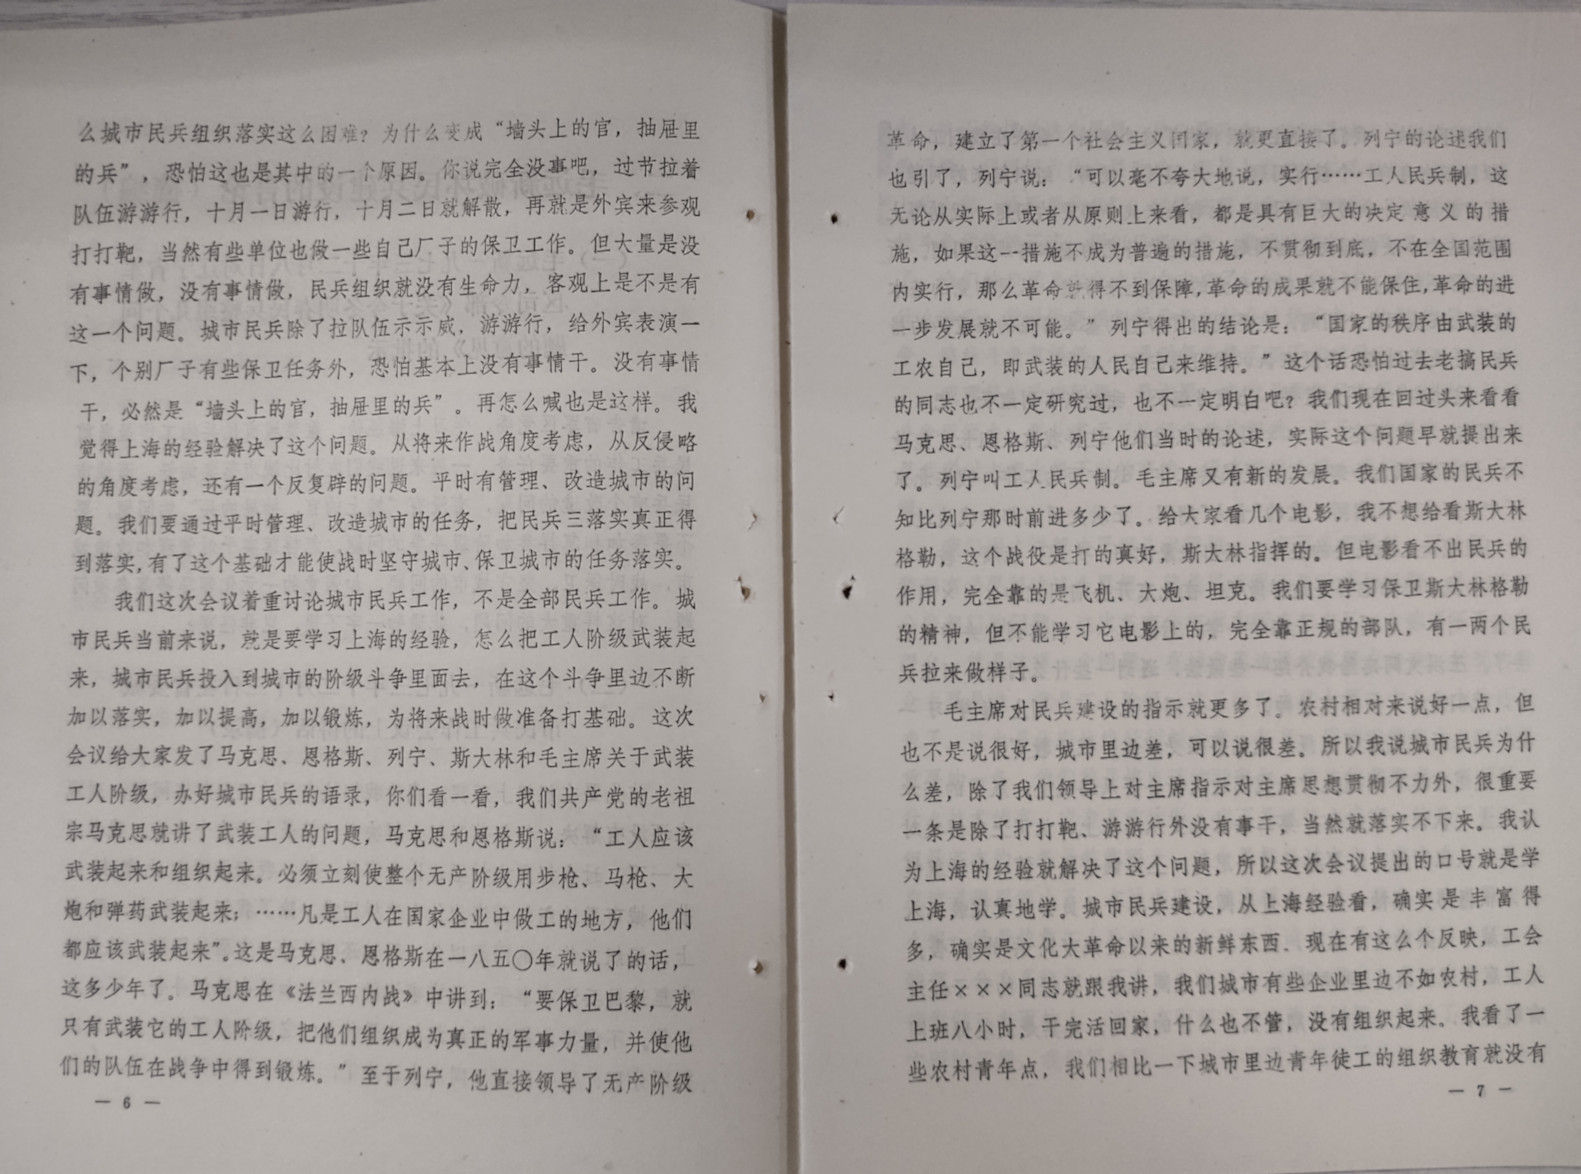 么城市民兵组织落实这么困难？为什么变成“墙头上的官，抽屉里
的兵”，恐怕这也是其中的一个原因。你说完全没事吧，过节拉着
队伍游游行，十月一日游行，十月二日就解散，再就是外宾来参观
打打靶，当然有些单位也做一些自己厂子的保卫工作。但大量是没
有事情做，没有事情做，民兵组织就没有生命力，客观上是不是有
这一个问题。城市民兵除了拉队伍示示威，游游行，给外宾表演一
下，个别厂子有些保卫任务外，恐怕基本上没有事情干。没有事情
干，必然是“墙头上的官，抽屉里的兵”。再怎么喊也是这样。我
觉得上海的经验解决了这个问题。从将来作战角度考虑，从反侵略
的角度考虑，还有一个反复辟的问题。平时有管理、改造城市的问
题。我们要通过平时管理、改造城市的任务，把民兵三落实真正得
到落实，有了这个基础才能使战时坚守城市、保卫城市的任务落实。
我们这次会议着重讨论城市民兵工作，不是全部民兵工作。城
市民兵当前来说，就是要学习上海的经验，怎么把工人阶级武装起
来，城市民兵投入到城市的阶级斗争里面去，在这个斗争里边不断
加以落实，加以提高，加以锻炼，为将来战时做准备打基础。这次
会议给大家发了马克思、恩格斯、列宁、斯大林和毛主席关于武装
工人阶级，办好城市民兵的语录，你们看一看，我们共产党的老祖
宗马克思就讲了武装工人的问题，马克思和恩格斯说：“工人应该
武装起来和组织起来。必须立刻使整个无产阶级用步枪、马枪、大
炮和弹药武装起来；……凡是工人在国家企业中做工的地方，他们
都应该武装起来”。这是马克思、恩格斯在一八五〇年就说了的话，
这多少年了。马克思在《法兰西内战》中讲到：“要保卫巴黎，就
只有武装它的工人阶级，把他们组织成为真正的军事力量，并使他
们的队伍在战争中得到锻炼。”至于列宁，他直接领导了无产阶级
— 6 —
革命，建立了第一个社会主义国家，就更直接了。列宁的论述我们
也引了，列宁说：“可以毫不夸大地说，实行……工人民兵制，这
无论从实际上或者从原则上来看，都是具有巨大的决定意义的措
施，如果这一措施不成为普遍的措施，不贯彻到底，不在全国范围
内实行，那么革命就得不到保障，革命的成果就不能保住，革命的进
一步发展就不可能。”列宁得出的结论是：“国家的秩序由武装的
工农自己，即武装的人民自己来维持。”这个话恐怕过去老搞民兵
的同志也不一定研究过，也不一定明白吧？我们现在回过头来看看
马克思、恩格斯、列宁他们当时的论述，实际这个问题早就提出来
了。列宁叫工人民兵制。毛主席又有新的发展。我们国家的民兵不
知比列宁那时前进多少了。给大家看几个电影，我不想给看斯大林
格勒，这个战役是打的真好，斯大林指挥的。但电影看不出民兵的
作用，完全靠的是飞机、大炮、坦克。我们要学习保卫斯大林格勒
的精神，但不能学习它电影上的，完全靠正规的部队，有一两个民
兵拉来做样子。
毛主席对民兵建设的指示就更多了。农村相对来说好一点，但
也不是说很好，城市里边差，可以说很差。所以我说城市民兵为什
么差，除了我们领导上对主席指示对主席思想贯彻不力外，很重要
一条是除了打打靶、游游行外没有事干，当然就落实不下来。我认
为上海的经验就解决了这个问题，所以这次会议提出的口号就是学
上海，认真地学。城市民兵建设，从上海经验看，确实是丰富得
多，确实是文化大革命以来的新鲜东西．现在有这么个反映，工会
主任×××同志就跟我讲，我们城市有些企业里边不如农村，工人
上班八小时，干完活回家，什么也不管，没有组织起来。我看了一
些农村青年点，我们相比一下城市里边青年徒工的组织教育就没有
— 7 —